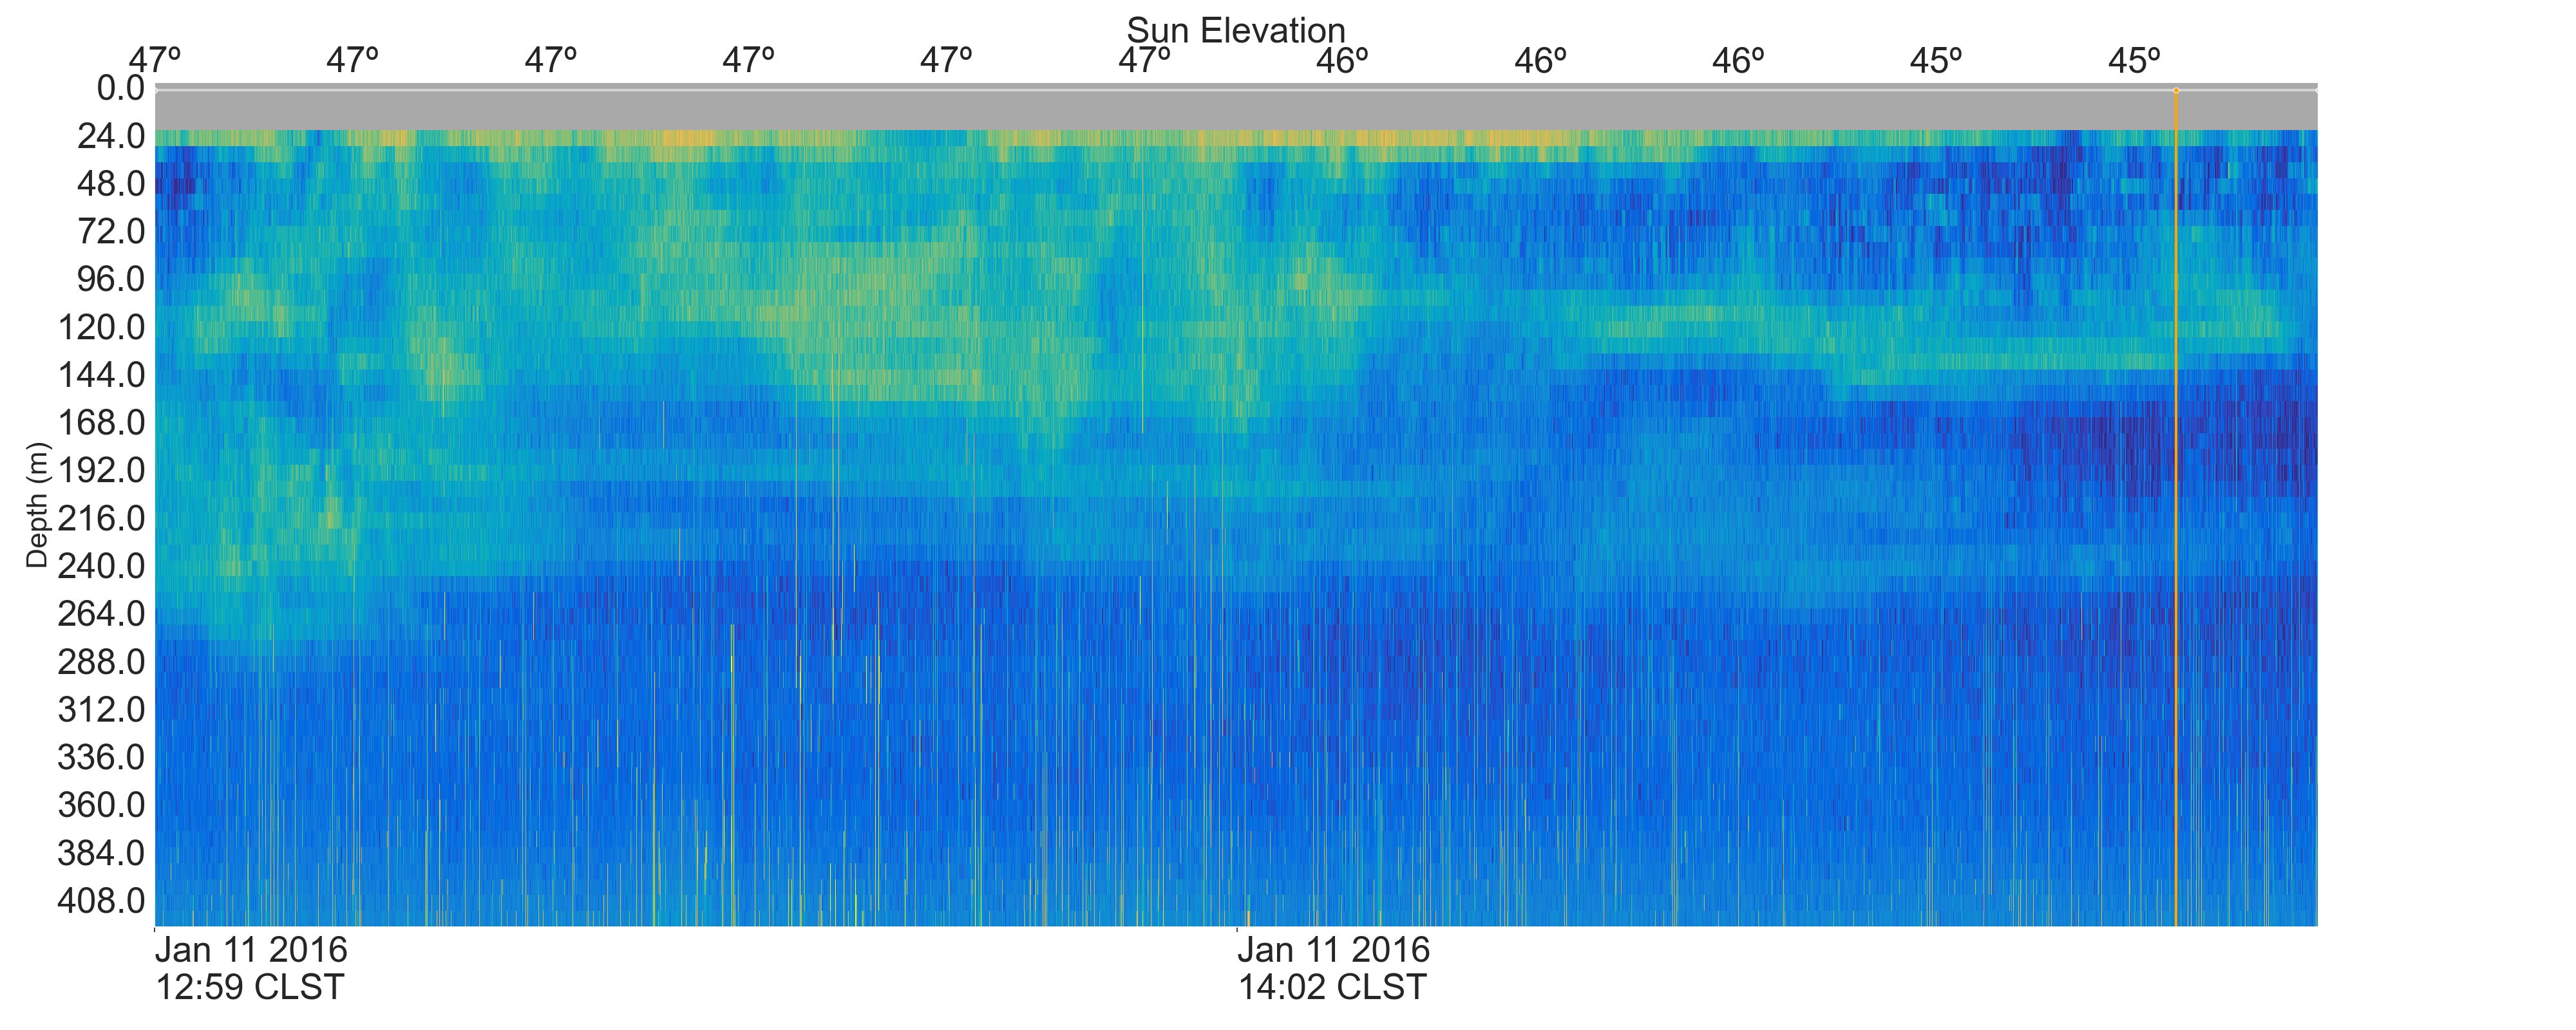 Sun Elevation
47º 47º 47º 47º 47º 47º 46º 46º 46º 45º 45º
0.0
24.0
48.0
72.0
96.0
120.0
144.0
168.0
192.0
216.0
240.0
264.0
288.0
312.0
336.0
360.0
384.0
408.0
Depth (m)
Jan 11 2016
12:59 CLST
Jan 11 2016
14:02 CLST